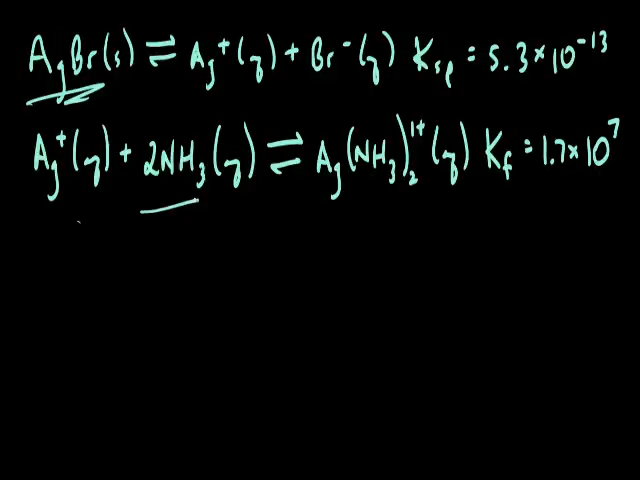 AgBr(s) ⇌ Ag⁺(aq) + Br⁻(aq) Ksp = 5.3×10⁻¹³
Ag⁺(aq) + 2NH₃(aq) ⇌ Ag(NH₃)₂¹⁺(aq) Kf = 1.7×10⁷